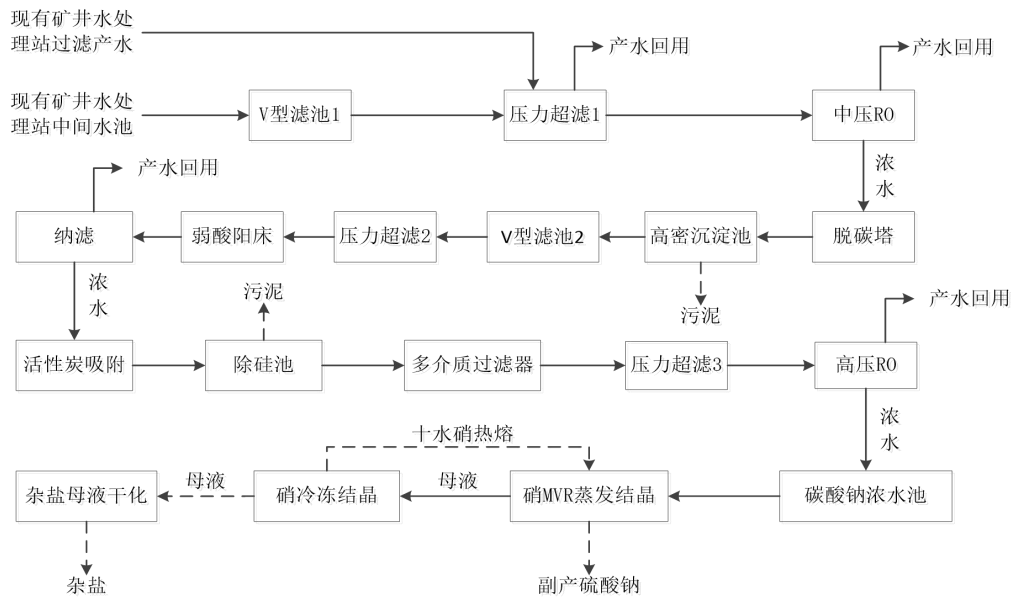 现有矿井水处
理站过滤产水
产水回用
产水回用
现有矿井水处
理站中间水池
V型滤池1
压力超滤1
中压RO
浓
水
产水回用
纳滤
弱酸阳床
压力超滤2
V型滤池2
高密沉淀池
脱碳塔
浓
水
污泥
污泥
产水回用
活性炭吸附
除硅池
多介质过滤器
压力超滤3
高压RO
浓
水
十水硝热熔
杂盐母液干化
母液
硝冷冻结晶
母液
硝MVR蒸发结晶
碳酸钠浓水池
杂盐
副产硫酸钠